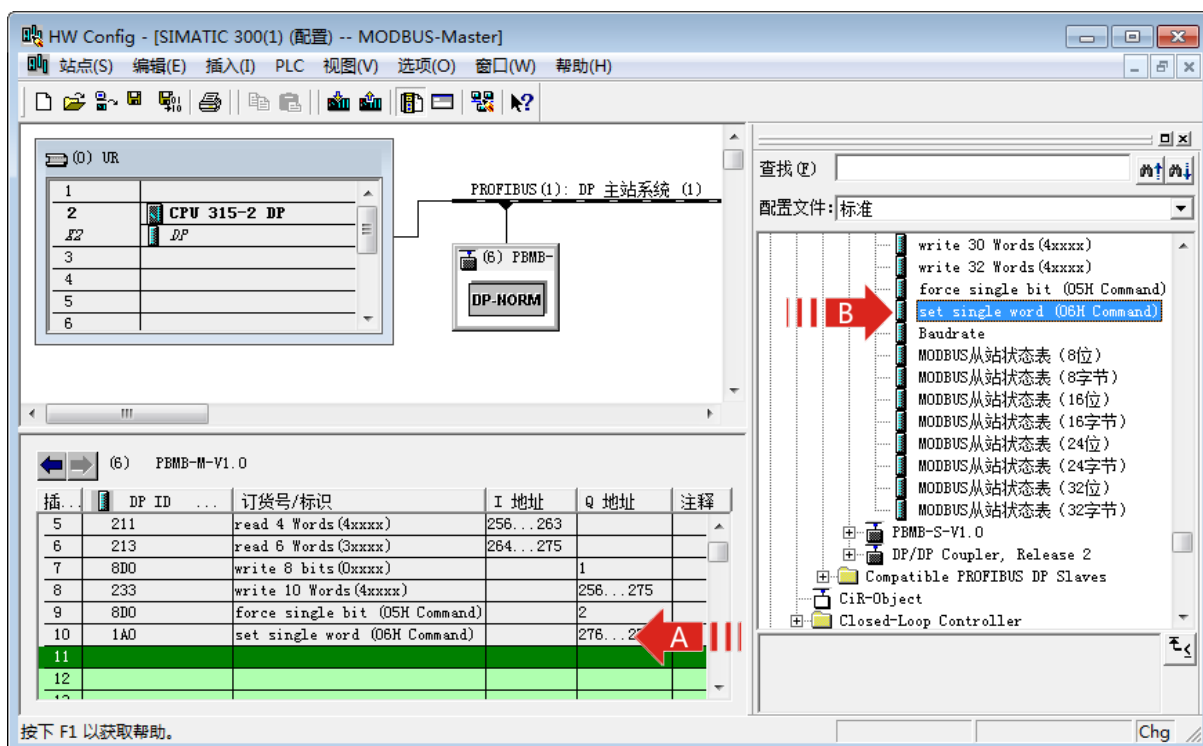 HW Config - [SIMATIC 300(1) (配置) -- MODBUS-Master]
站点(S) 编辑(E) 插入(I) PLC 视图(V) 选项(O) 窗口(W) 帮助(H)
(0) UR
1
2 CPU 315-2 DP
X2 DP
3
4
5
6
PROFIBUS(1): DP 主站系统 (1)
(6) PBMB-
DP-NORM
查找(F)
配置文件: 标准
write 30 Words(4xxxx)
write 32 Words(4xxxx)
force single bit (05H Command)
B
set single word (06H Command)
Baudrate
MODBUS从站状态表（8位）
MODBUS从站状态表（8字节）
MODBUS从站状态表（16位）
MODBUS从站状态表（16字节）
MODBUS从站状态表（24位）
MODBUS从站状态表（24字节）
MODBUS从站状态表（32位）
MODBUS从站状态表（32字节）
PBMB-S-V1.0
DP/DP Coupler, Release 2
Compatible PROFIBUS DP Slaves
CiR-Object
Closed-Loop Controller
(6) PBMB-M-V1.0
插... DP ID ... 订货号/标识 I 地址 Q 地址 注释
5 211 read 4 Words(4xxxx) 256...263
6 213 read 6 Words(3xxxx) 264...275
7 8DO write 8 bits(0xxxx) 1
8 233 write 10 Words(4xxxx) 256...275
9 8DO force single bit (05H Command) 2
10 1AO set single word (06H Command) 276...
A
11
12
按下 F1 以获取帮助。
Chg